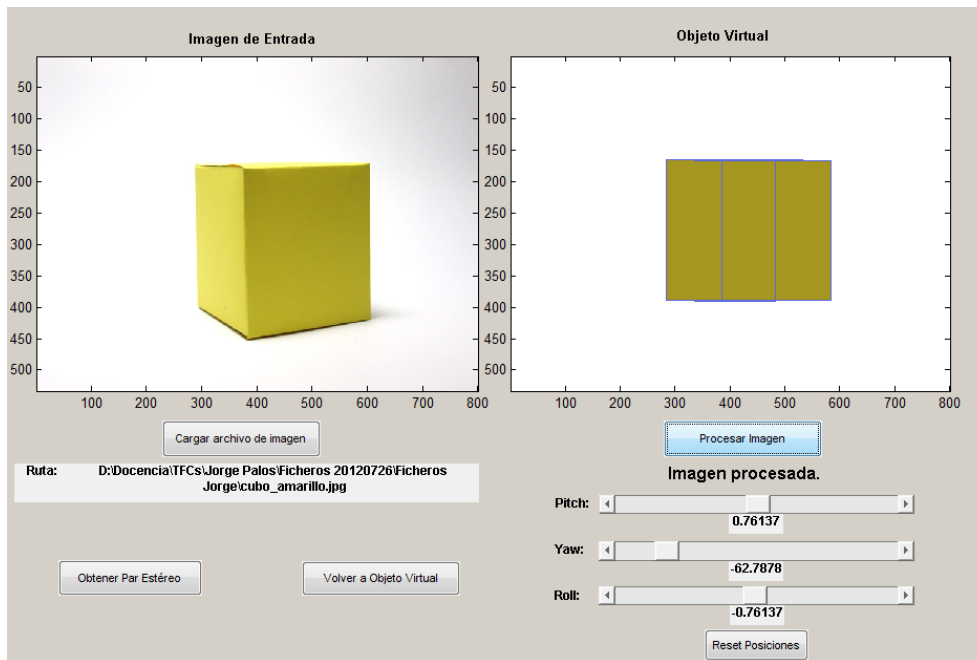 Imagen de Entrada
50
100
150
200
250
300
350
400
450
500
100 200 300 400 500 600 700 800
Cargar archivo de imagen
Ruta: D:\Docencia\TFCs\Jorge Palos\Ficheros 20120726\Ficheros
Jorge\cubo_amarillo.jpg
Obtener Par Estéreo
Volver a Objeto Virtual
Objeto Virtual
50
100
150
200
250
300
350
400
450
500
100 200 300 400 500 600 700 800
Procesar Imagen
Imagen procesada.
Pitch:
0.76137
Yaw:
-62.7878
Roll:
-0.76137
Reset Posiciones